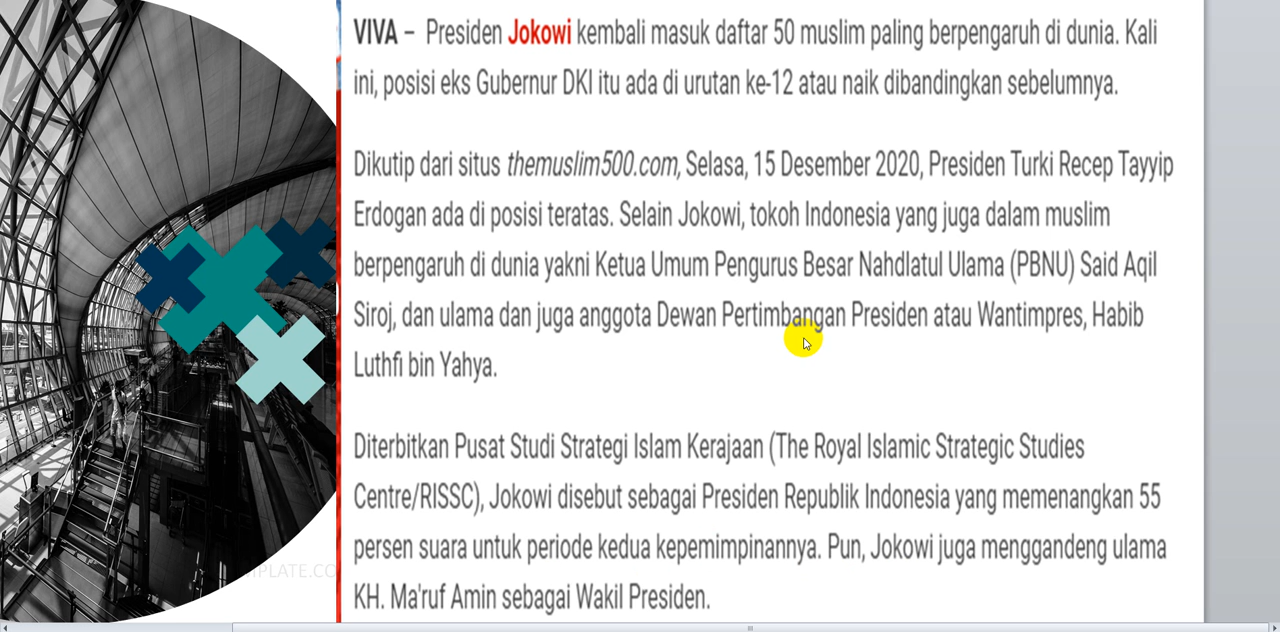 VIVA – Presiden Jokowi kembali masuk daftar 50 muslim paling berpengaruh di dunia. Kali
ini, posisi eks Gubernur DKI itu ada di urutan ke-12 atau naik dibandingkan sebelumnya.
Dikutip dari situs themuslim500.com, Selasa, 15 Desember 2020, Presiden Turki Recep Tayyip
Erdogan ada di posisi teratas. Selain Jokowi, tokoh Indonesia yang juga dalam muslim
berpengaruh di dunia yakni Ketua Umum Pengurus Besar Nahdlatul Ulama (PBNU) Said Aqil
Siroj, dan ulama dan juga anggota Dewan Pertimbangan Presiden atau Wantimpres, Habib
Luthfi bin Yahya.
Diterbitkan Pusat Studi Strategi Islam Kerajaan (The Royal Islamic Strategic Studies
Centre/RISSC), Jokowi disebut sebagai Presiden Republik Indonesia yang memenangkan 55
persen suara untuk periode kedua kepemimpinannya. Pun, Jokowi juga menggandeng ulama
KH. Ma'ruf Amin sebagai Wakil Presiden.